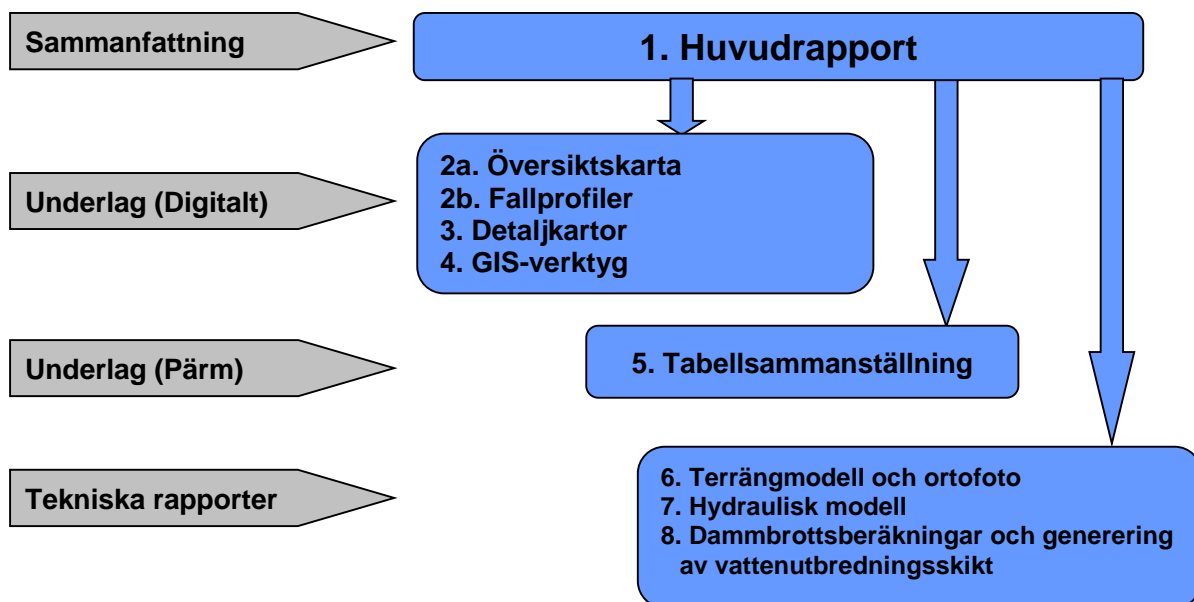 Sammanfattning
1. Huvudrapport
Underlag (Digitalt)
2a. Översiktskarta
2b. Fallprofiler
3. Detaljkartor
4. GIS-verktyg
Underlag (Pärm)
5. Tabellsammanställning
Tekniska rapporter
6. Terrängmodell och ortofoto
7. Hydraulisk modell
8. Dammbrottsberäkningar och generering
av vattenutbredningsskikt